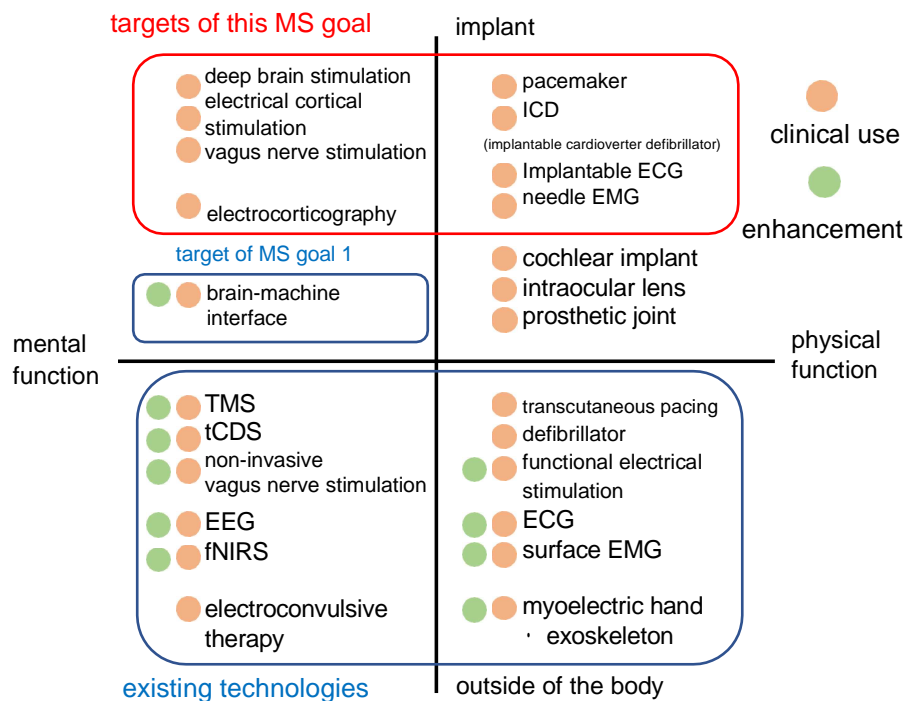 targets of this MS goal
implant
deep brain stimulation
electrical cortical
stimulation
vagus nerve stimulation
electrocorticography
pacemaker
ICD
(implantable cardioverter defibrillator)
Implantable ECG
needle EMG
clinical use
enhancement
target of MS goal 1
brain-machine
interface
cochlear implant
intraocular lens
prosthetic joint
mental
function
physical
function
TMS
tCDS
non-invasive
vagus nerve stimulation
EEG
fNIRS
electroconvulsive
therapy
transcutaneous pacing
defibrillator
functional electrical
stimulation
ECG
surface EMG
myoelectric hand
・ exoskeleton
existing technologies
outside of the body